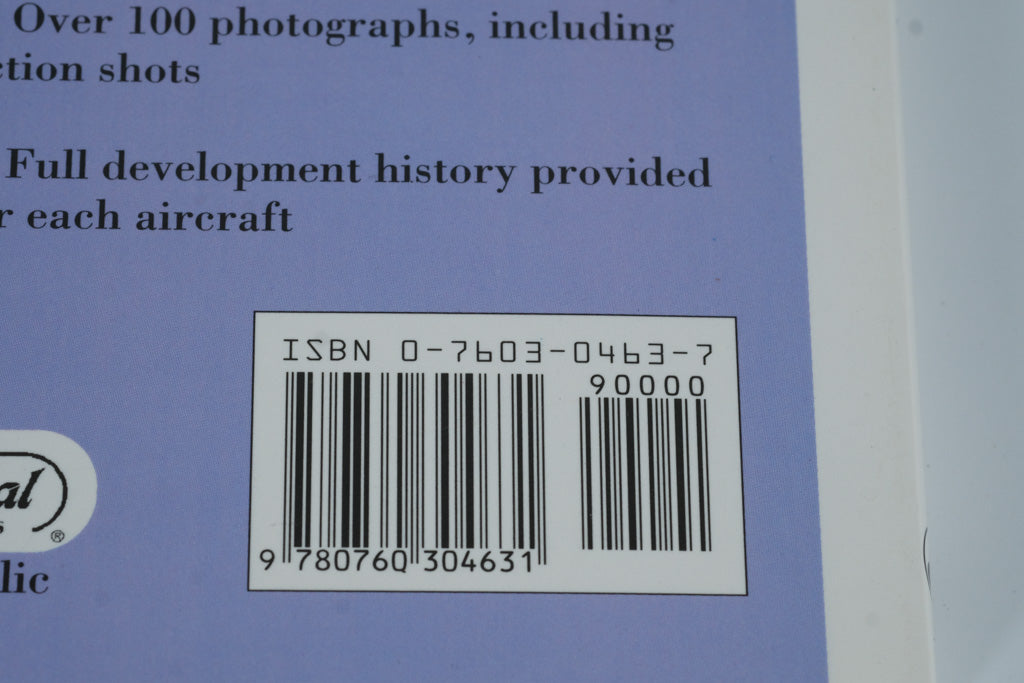 Over 100 photographs, including
ction shots
Full development history provided
r each aircraft
ISBN 0-7603-0463-7
90000
9 780760 304631
al
s
®
lic